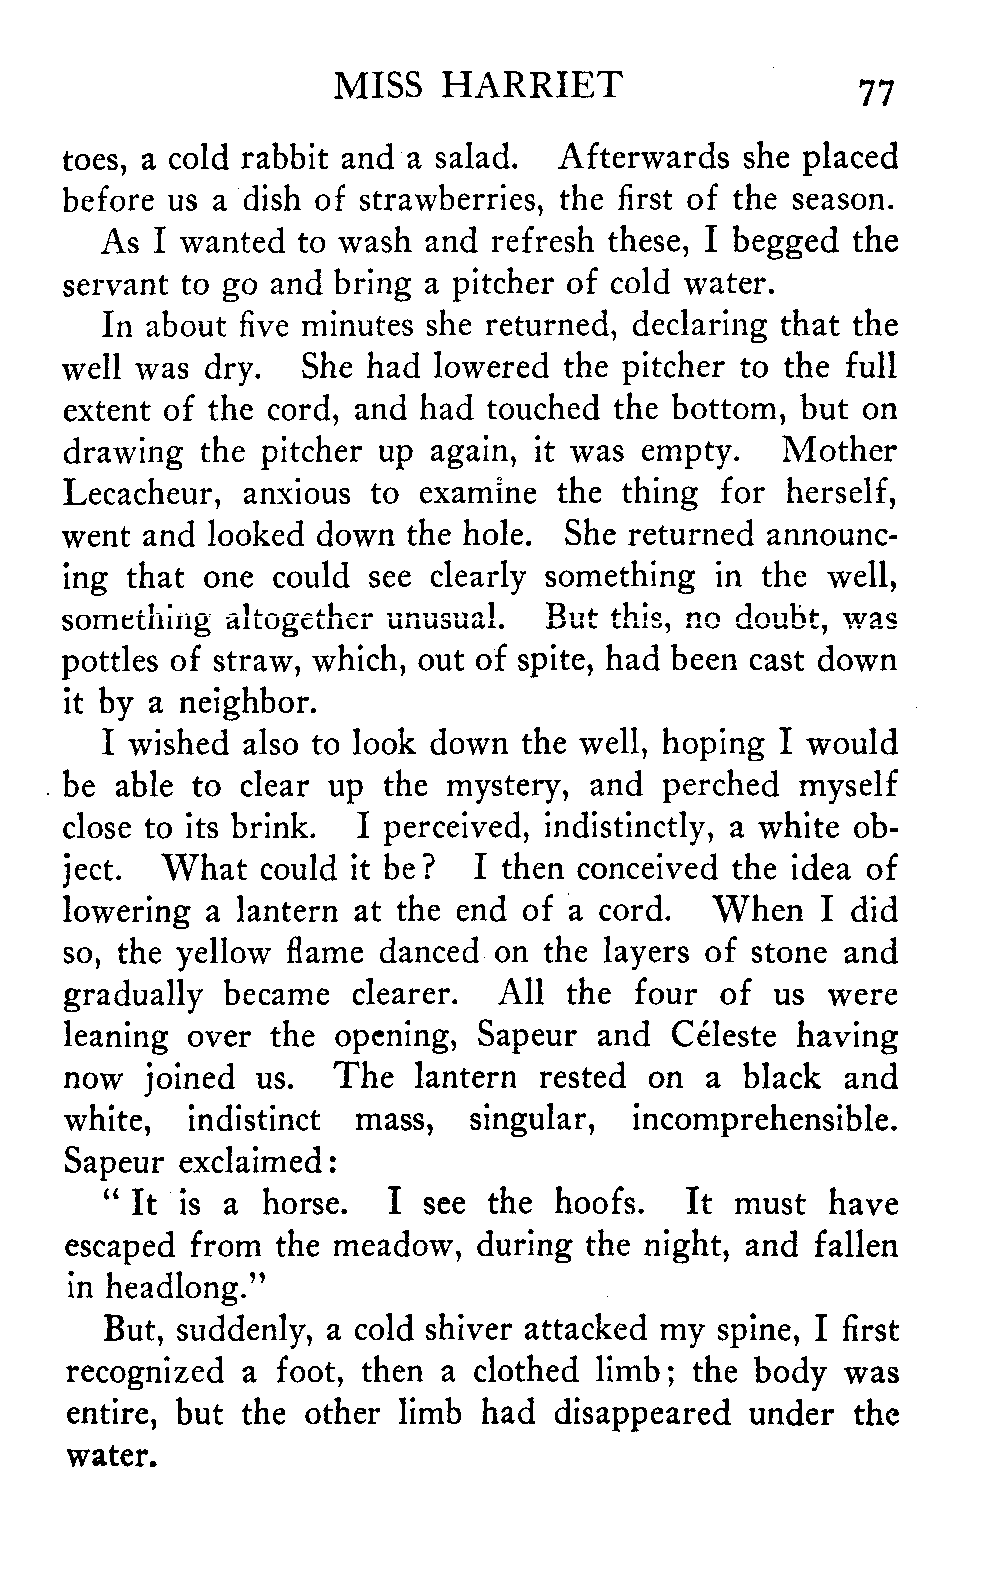 MISS HARRIET 77
toes, a cold rabbit and a salad. Afterwards she placed
before us a dish of strawberries, the first of the season.
As I wanted to wash and refresh these, I begged the
servant to go and bring a pitcher of cold water.
In about five minutes she returned, declaring that the
well was dry. She had lowered the pitcher to the full
extent of the cord, and had touched the bottom, but on
drawing the pitcher up again, it was empty. Mother
Lecacheur, anxious to examine the thing for herself,
went and looked down the hole. She returned announc-
ing that one could see clearly something in the well,
something altogether unusual. But this, no doubt, was
pottles of straw, which, out of spite, had been cast down
it by a neighbor.
I wished also to look down the well, hoping I would
be able to clear up the mystery, and perched myself
close to its brink. I perceived, indistinctly, a white ob-
ject. What could it be? I then conceived the idea of
lowering a lantern at the end of a cord. When I did
so, the yellow flame danced on the layers of stone and
gradually became clearer. All the four of us were
leaning over the opening, Sapeur and Céleste having
now joined us. The lantern rested on a black and
white, indistinct mass, singular, incomprehensible.
Sapeur exclaimed:
“It is a horse. I see the hoofs. It must have
escaped from the meadow, during the night, and fallen
in headlong.”
But, suddenly, a cold shiver attacked my spine, I first
recognized a foot, then a clothed limb; the body was
entire, but the other limb had disappeared under the
water.